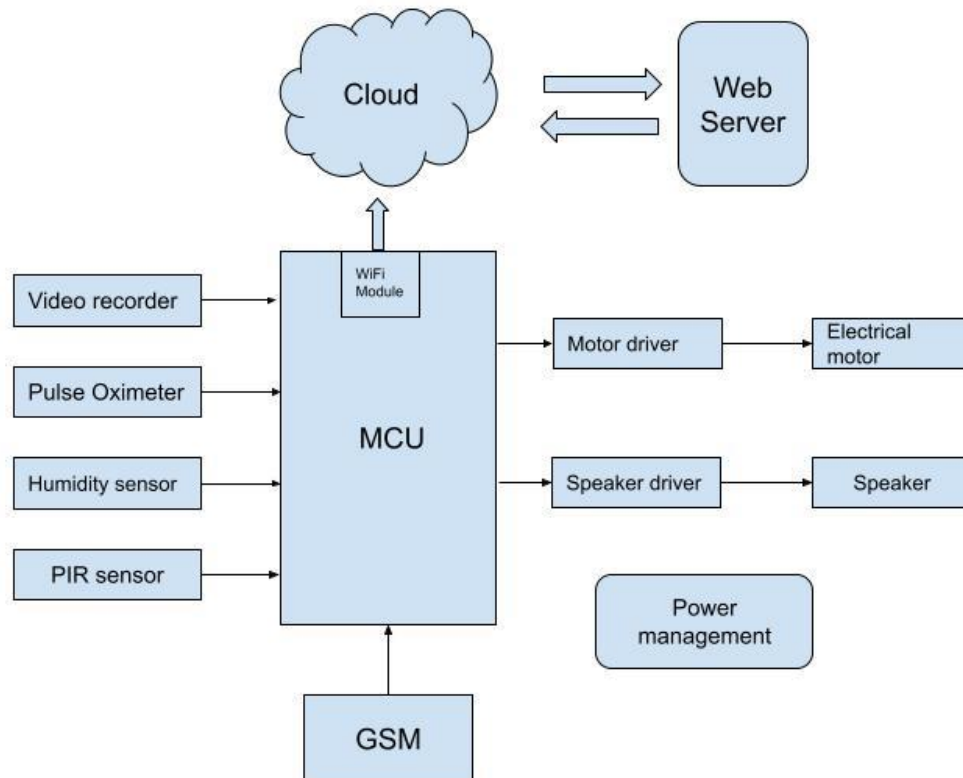 Cloud
Web
Server
WiFi
Module
Video recorder
Pulse Oximeter
Humidity sensor
PIR sensor
MCU
Motor driver
Electrical
motor
Speaker driver
Speaker
Power
management
GSM